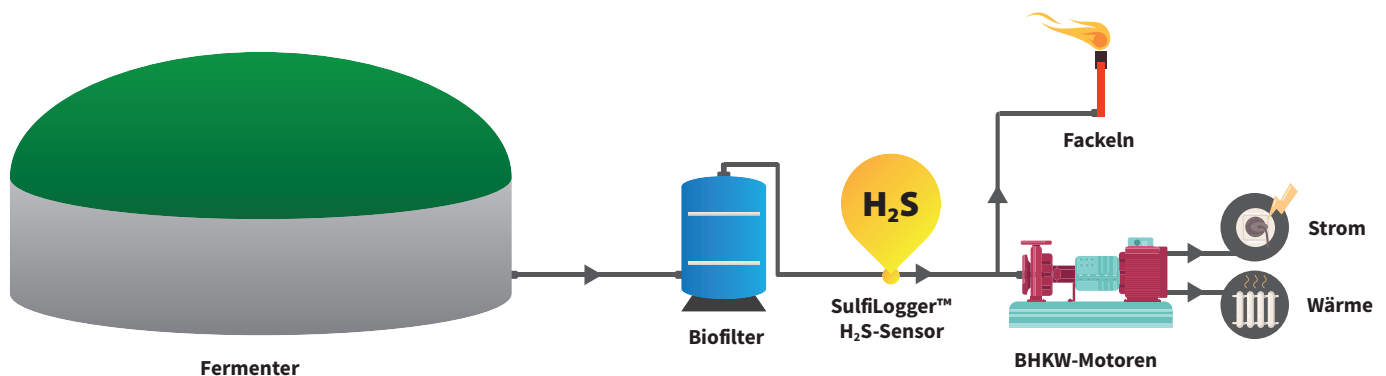 Fermenter
Biofilter
H₂S
SulfiLogger™
H₂S-Sensor
Fackeln
BHKW-Motoren
Strom
Wärme